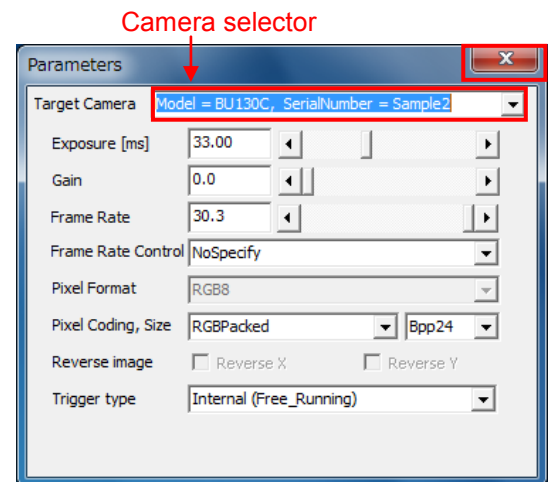 Camera selector
Parameters
Target Camera Model = BU130C, SerialNumber = Sample2
Exposure [ms] 33.00
Gain 0.0
Frame Rate 30.3
Frame Rate Control NoSpecify
Pixel Format RGB8
Pixel Coding, Size RGBPacked Bpp24
Reverse image Reverse X Reverse Y
Trigger type Internal (Free_Running)